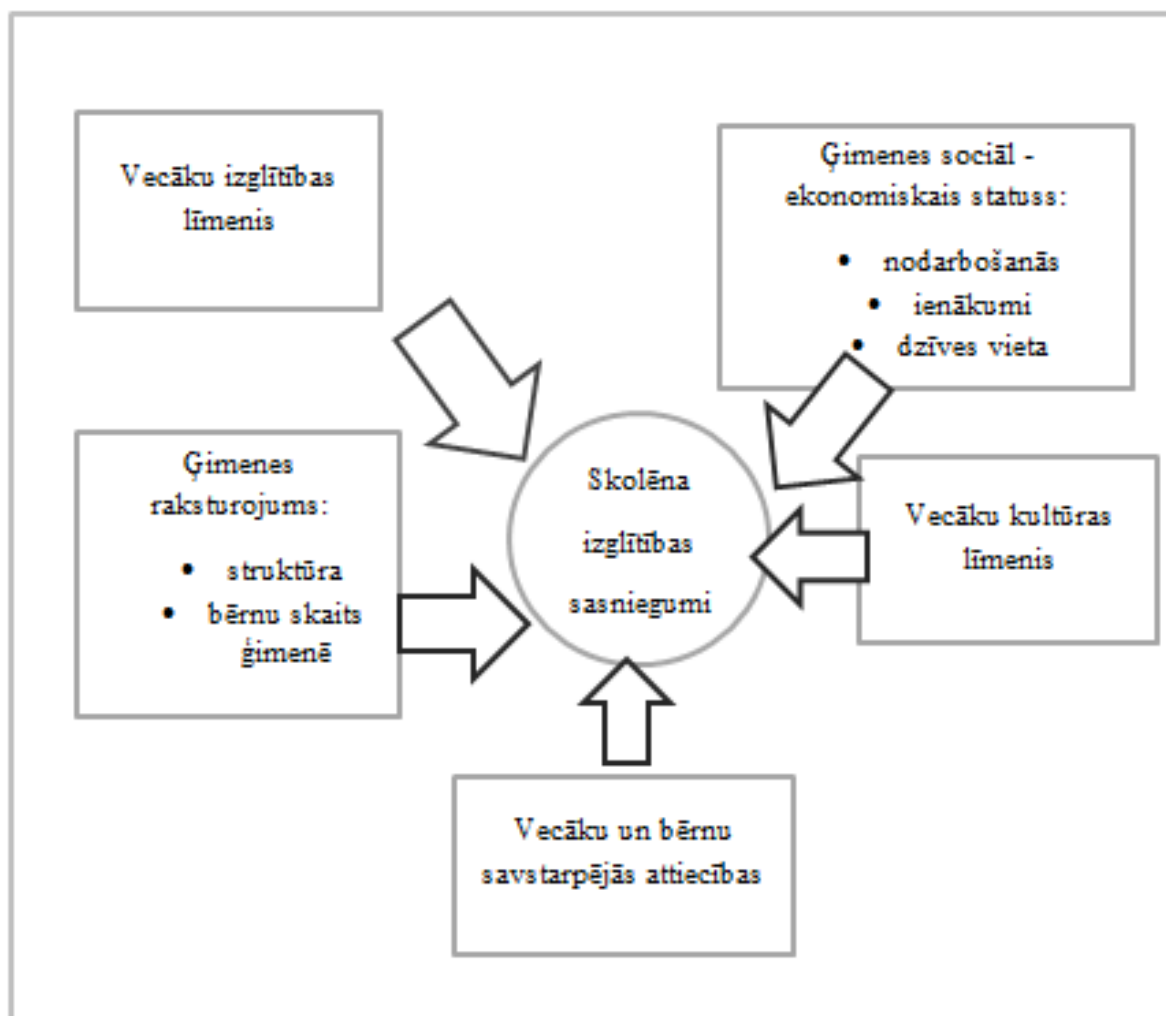 Vecāku izglītības
līmenis
Ģimenes sociāl -
ekonomiskais statuss:
• nodarbošanās
• ienākumi
• dzīves vieta
Ģimenes
raksturojums:
• struktūra
• bērnu skaits
ģimenē
Skolēna
izglītības
sasniegumi
Vecāku kultūras
līmenis
Vecāku un bērnu
savstarpējās attiecības